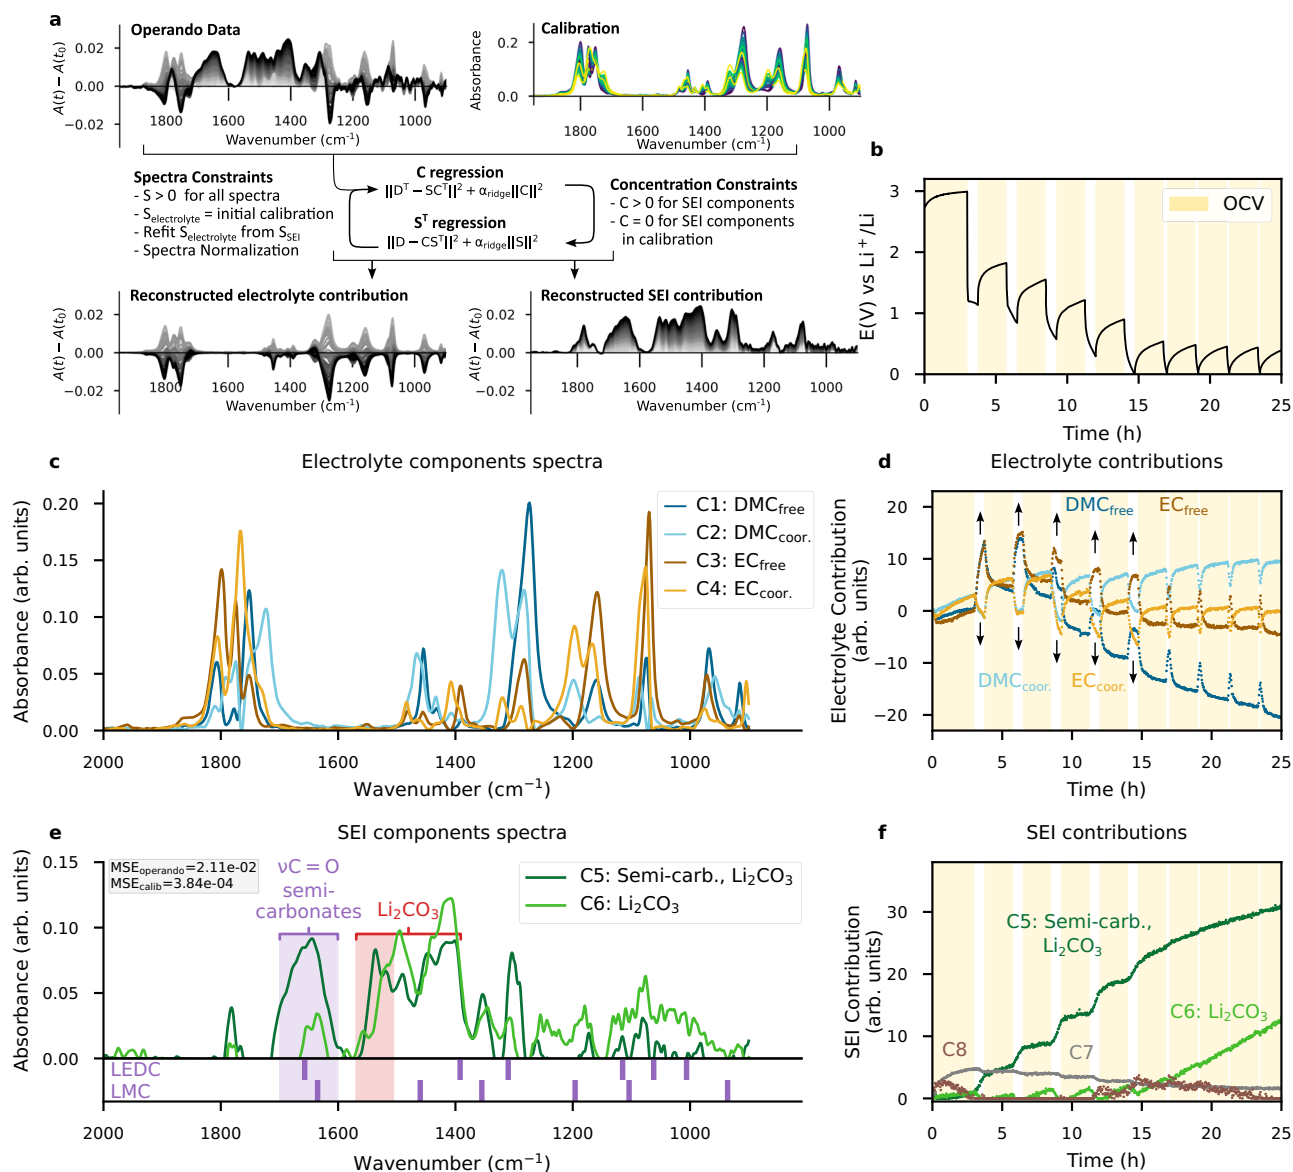 a
Operando Data
A(t) − A(t₀)
0.02
0.00
−0.02
1800 1600 1400 1200 1000
Wavenumber (cm⁻¹)
Calibration
Absorbance
0.2
0.0
1800 1600 1400 1200 1000
Wavenumber (cm⁻¹)
Spectra Constraints
- S > 0 for all spectra
- S_electrolyte = initial calibration
- Refit S_electrolyte from S_SEI
- Spectra Normalization
C regression
||Dᵀ − SCᵀ||² + α_ridge||C||²
Sᵀ regression
||D − CSᵀ||² + α_ridge||S||²
Concentration Constraints
- C > 0 for SEI components
- C = 0 for SEI components
in calibration
Reconstructed electrolyte contribution
A(t) − A(t₀)
0.02
0.00
−0.02
1800 1600 1400 1200 1000
Wavenumber (cm⁻¹)
Reconstructed SEI contribution
A(t) − A(t₀)
0.02
0.00
−0.02
1800 1600 1400 1200 1000
Wavenumber (cm⁻¹)
b
E(V) vs Li⁺/Li
3
2
1
0
OCV
0 5 10 15 20 25
Time (h)
c
Electrolyte components spectra
Absorbance (arb. units)
0.20
0.15
0.10
0.05
0.00
C1: DMC_free
C2: DMC_coor.
C3: EC_free
C4: EC_coor.
2000 1800 1600 1400 1200 1000
Wavenumber (cm⁻¹)
d
Electrolyte contributions
Electrolyte Contribution
(arb. units)
20
10
0
−10
−20
DMC_free
EC_free
DMC_coor.
EC_coor.
0 5 10 15 20 25
Time (h)
e
SEI components spectra
Absorbance (arb. units)
0.15
0.10
0.05
0.00
MSE_operando=2.11e-02
MSE_calib=3.84e-04
νC = O
semi-
carbonates
Li₂CO₃
C5: Semi-carb., Li₂CO₃
C6: Li₂CO₃
LEDC
LMC
2000 1800 1600 1400 1200 1000
Wavenumber (cm⁻¹)
f
SEI contributions
SEI Contribution
(arb. units)
30
20
10
0
C5: Semi-carb.,
Li₂CO₃
C6: Li₂CO₃
C8
C7
0 5 10 15 20 25
Time (h)